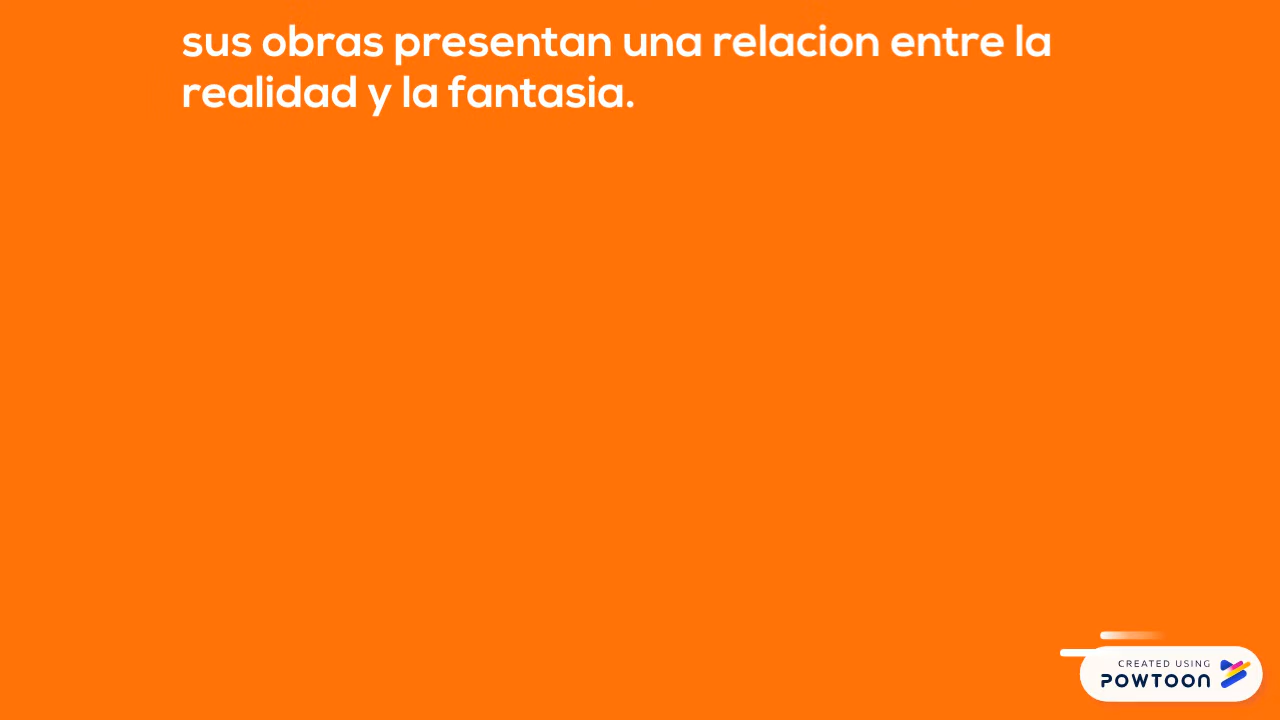 sus obras presentan una relacion entre la
realidad y la fantasia.
CREATED USING
POWTOON